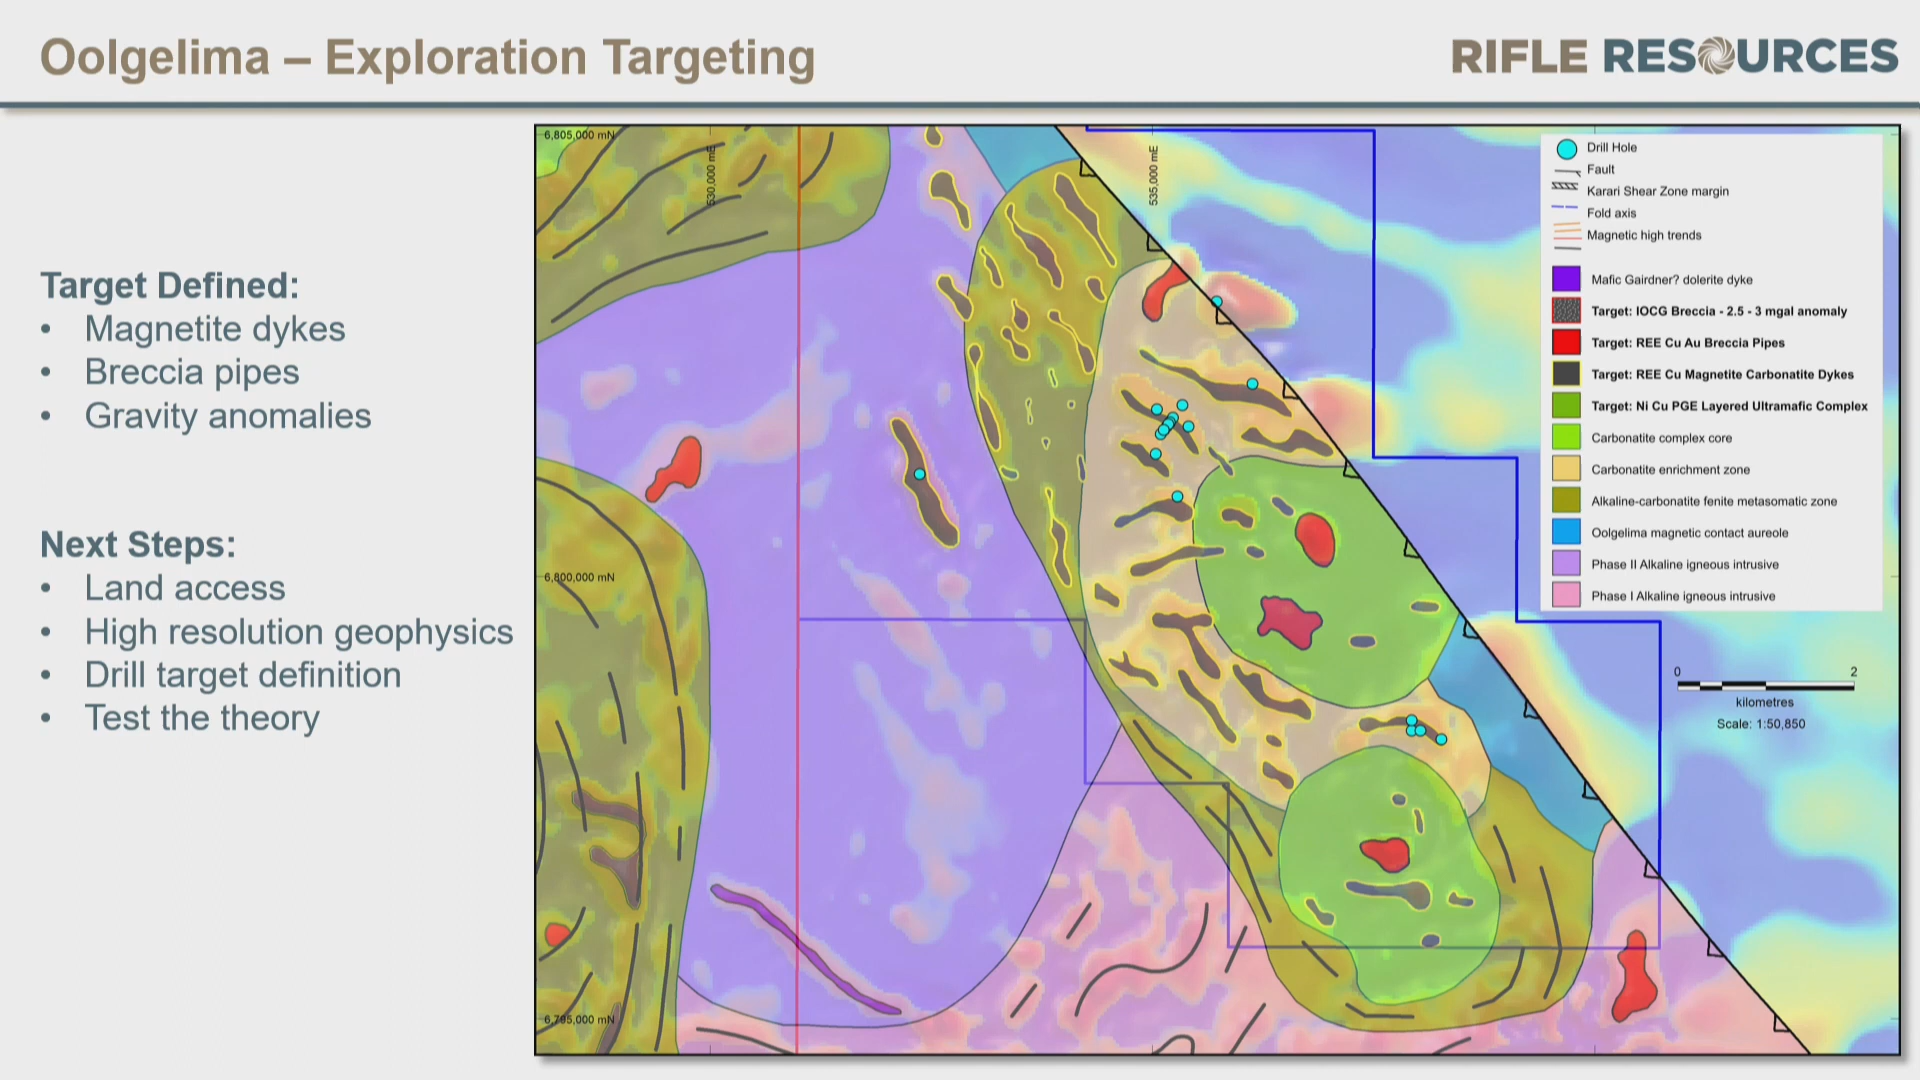 Oolgelima – Exploration Targeting
RIFLE RESOURCES
Target Defined:
• Magnetite dykes
• Breccia pipes
• Gravity anomalies
Next Steps:
• Land access
• High resolution geophysics
• Drill target definition
• Test the theory
6,805,000 mN
530,000 mE
535,000 mE
6,800,000 mN
6,795,000 mN
Drill Hole
Fault
Karari Shear Zone margin
Fold axis
Magnetic high trends
Mafic Gairdner? dolerite dyke
Target: IOCG Breccia - 2.5 - 3 mgal anomaly
Target: REE Cu Au Breccia Pipes
Target: REE Cu Magnetite Carbonatite Dykes
Target: Ni Cu PGE Layered Ultramafic Complex
Carbonatite complex core
Carbonatite enrichment zone
Alkaline-carbonatite fenite metasomatic zone
Oolgelima magnetic contact aureole
Phase II Alkaline igneous intrusive
Phase I Alkaline igneous intrusive
0 2
kilometres
Scale: 1:50,850